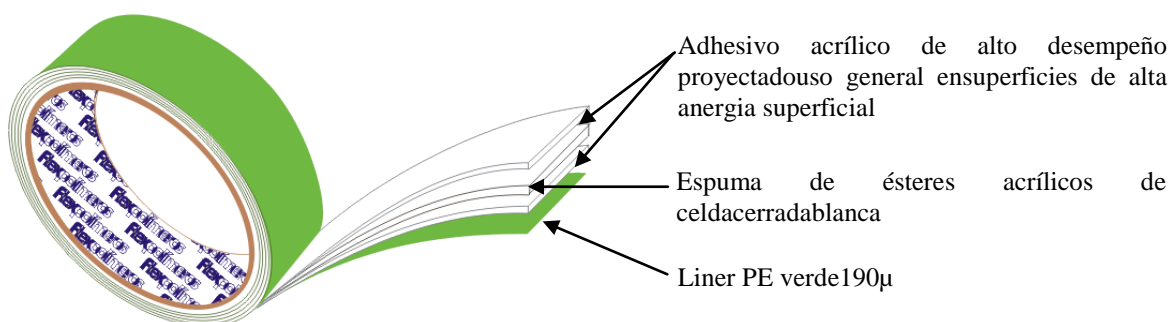 Adhesivo acrílico de alto desempeño
proyectadouso general ensuperficies de alta
anergia superficial
Espuma de ésteres acrílicos de
celdacerradablanca
Liner PE verde190µ